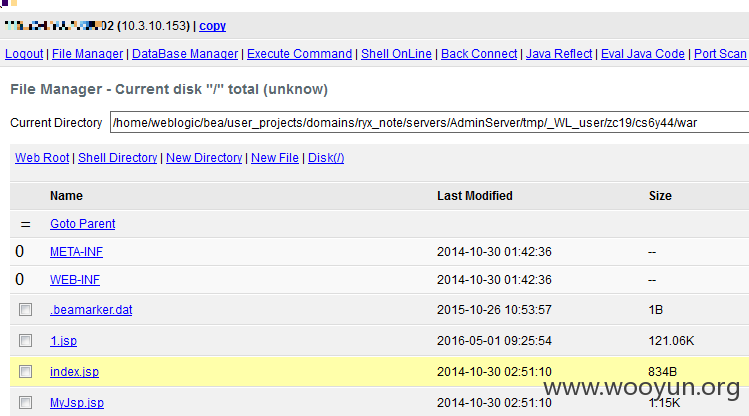 02 (10.3.10.153) | copy
Logout | File Manager | DataBase Manager | Execute Command | Shell OnLine | Back Connect | Java Reflect | Eval Java Code | Port Scan
File Manager - Current disk "/" total (unknow)
Current Directory /home/weblogic/bea/user_projects/domains/ryx_note/servers/AdminServer/tmp/_WL_user/zc19/cs6y44/war
Web Root | Shell Directory | New Directory | New File | Disk(/)
Name Last Modified Size
= Goto Parent
0 META-INF 2014-10-30 01:42:36 --
0 WEB-INF 2014-10-30 01:42:36 --
.beamarker.dat 2015-10-26 10:53:57 1B
1.jsp 2016-05-01 09:25:54 121.06K
index.jsp 2014-10-30 02:51:10 834B
MyJsp.jsp 2014-10-30 02:51:10 1.15K
www.wooyun.org